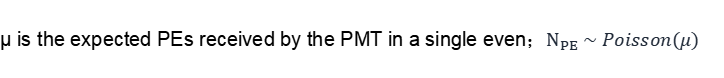 μ is the expected PEs received by the PMT in a single even；N_PE ~ Poisson(μ)